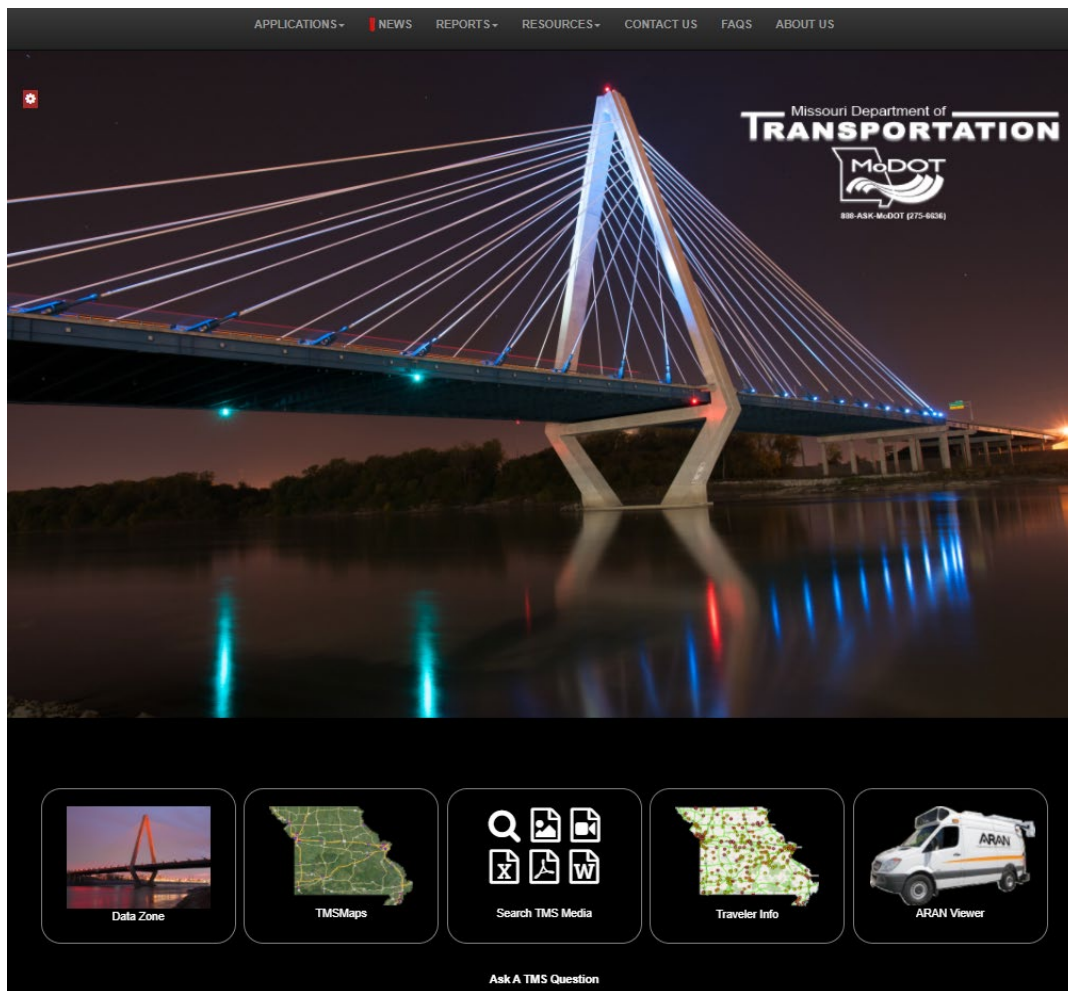 APPLICATIONS NEWS REPORTS RESOURCES CONTACT US FAQS ABOUT US
Missouri Department of
TRANSPORTATION
MoDOT
888-ASK-MoDOT (275-6636)
ARAN
X W
Data Zone
TMSMaps
Search TMS Media
Traveler Info
ARAN Viewer
Ask A TMS Question